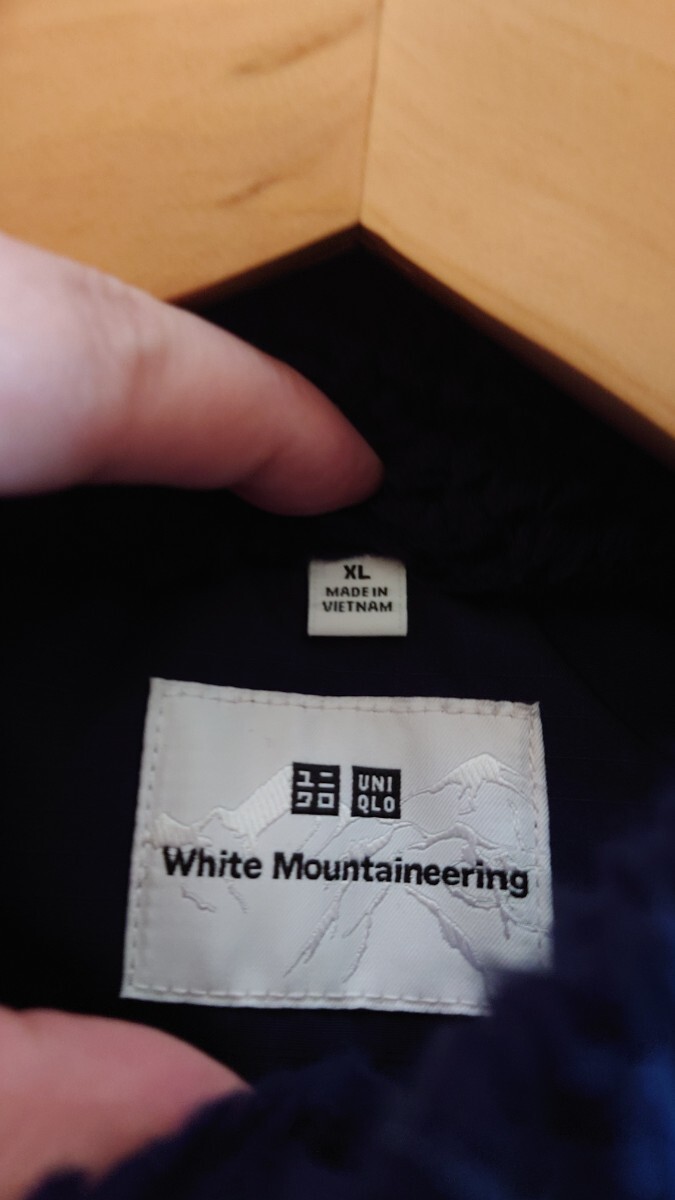 XL
MADE IN
VIETNAM
ユニ UNI
クロ QLO
White Mountaineering